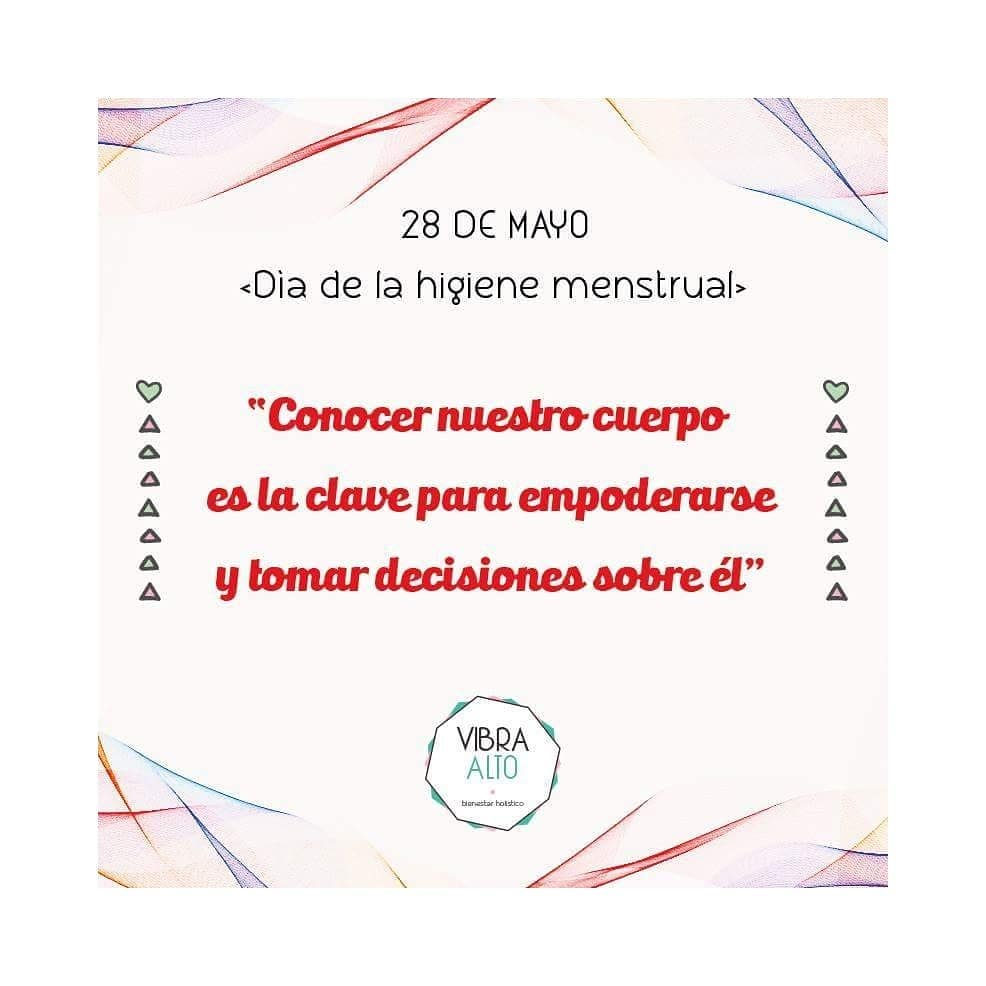 28 DE MAYO
<Dìa de la higiene menstrual>
“Conocer nuestro cuerpo
es la clave para empoderarse
y tomar decisiones sobre él”
VIBRA
ALTO
bienestar holístico